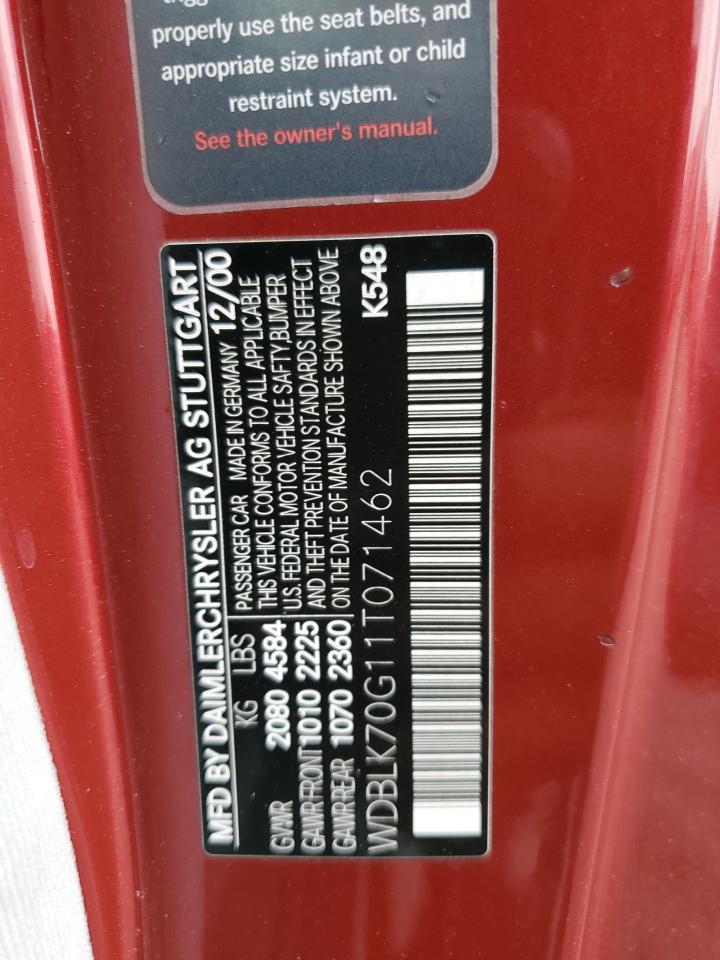 properly use the seat belts, and
appropriate size infant or child
restraint system.
See the owner's manual.
MFD BY DAIMLERCHRYSLER AG STUTTGART
KG LBS PASSENGER CAR MADE IN GERMANY 12/00
GVWR 2080 4584 THIS VEHICLE CONFORMS TO ALL APPLICABLE
U.S. FEDERAL MOTOR VEHICLE SAFTY,BUMPER
GAWR-FRONT 1010 2225 AND THEFT PREVENTION STANDARDS IN EFFECT
GAWR-REAR 1070 2360 ON THE DATE OF MANUFACTURE SHOWN ABOVE
WDBLK70G11T071462 K548